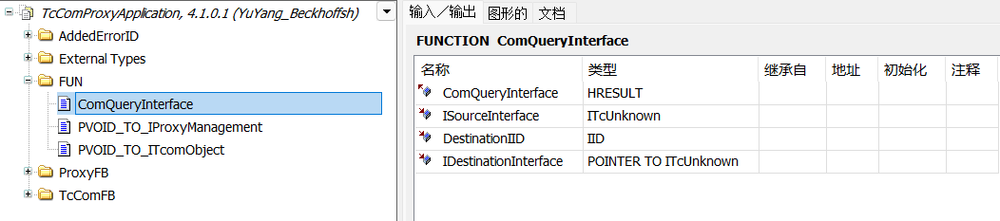 TcComProxyApplication, 4.1.0.1 (YuYang_Beckhoffsh)
AddedErrorID
External Types
FUN
ComQueryInterface
PVOID_TO_IProxyManagement
PVOID_TO_ITcomObject
ProxyFB
TcComFB
输入／输出 图形的 文档
FUNCTION ComQueryInterface
名称 类型 继承自 地址 初始化 注释
ComQueryInterface HRESULT
ISourceInterface ITcUnknown
DestinationIID IID
IDestinationInterface POINTER TO ITcUnknown